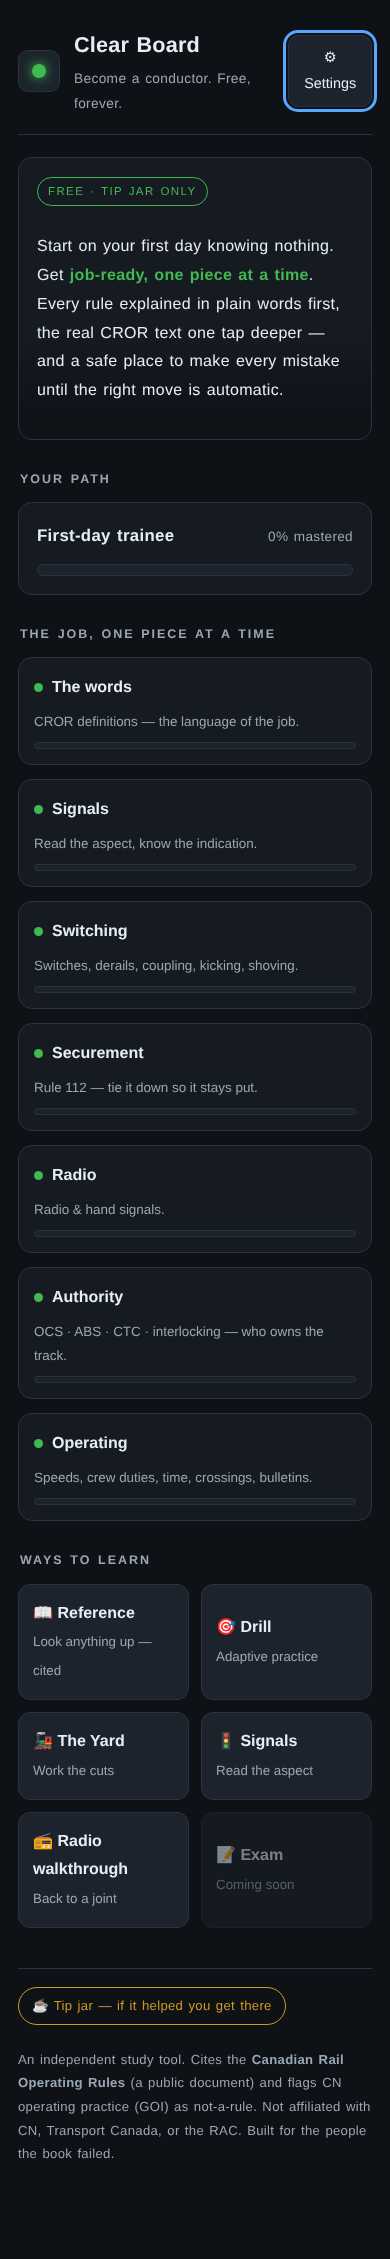 Clear Board
Become a conductor. Free,
forever.
⚙
Settings
FREE · TIP JAR ONLY
Start on your first day knowing nothing.
Get job-ready, one piece at a time.
Every rule explained in plain words first,
the real CROR text one tap deeper —
and a safe place to make every mistake
until the right move is automatic.
YOUR PATH
First-day trainee
0% mastered
THE JOB, ONE PIECE AT A TIME
The words
CROR definitions — the language of the job.
Signals
Read the aspect, know the indication.
Switching
Switches, derails, coupling, kicking, shoving.
Securement
Rule 112 — tie it down so it stays put.
Radio
Radio & hand signals.
Authority
OCS · ABS · CTC · interlocking — who owns the
track.
Operating
Speeds, crew duties, time, crossings, bulletins.
WAYS TO LEARN
📖 Reference
Look anything up —
cited
🎯 Drill
Adaptive practice
🚂 The Yard
Work the cuts
🚦 Signals
Read the aspect
📻 Radio
walkthrough
Back to a joint
📝 Exam
Coming soon
☕ Tip jar — if it helped you get there
An independent study tool. Cites the Canadian Rail
Operating Rules (a public document) and flags CN
operating practice (GOI) as not-a-rule. Not affiliated with
CN, Transport Canada, or the RAC. Built for the people
the book failed.